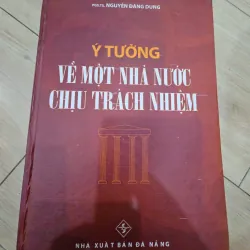 PGS.TS. NGUYỄN ĐĂNG DUNG
Ý TƯỞNG
VỀ MỘT NHÀ NƯỚC
CHỊU TRÁCH NHIỆM
NHÀ XUẤT BẢN ĐÀ NẴNG